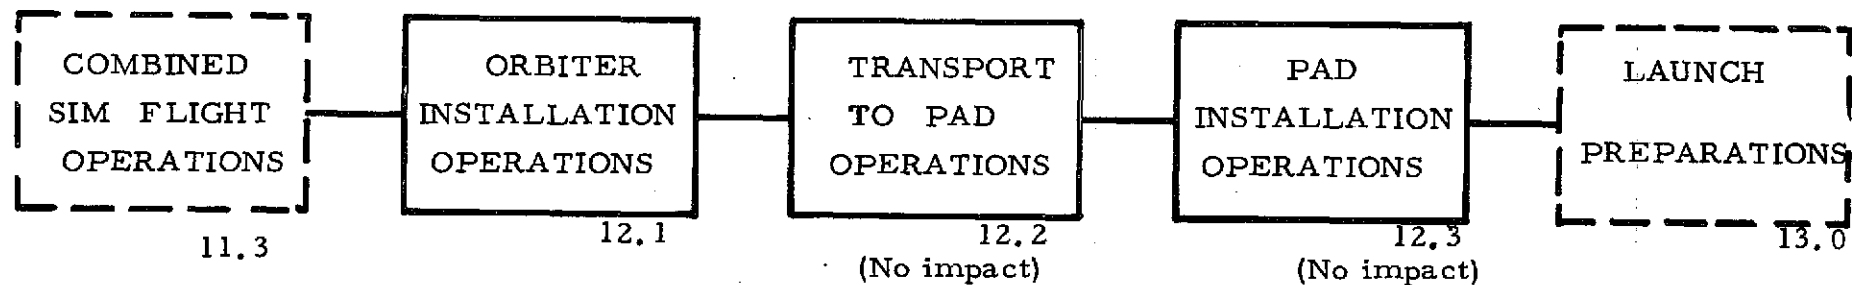 COMBINED
SIM FLIGHT
OPERATIONS
11.3
ORBITER
INSTALLATION
OPERATIONS
12.1
TRANSPORT
TO PAD
OPERATIONS
12.2
(No impact)
PAD
INSTALLATION
OPERATIONS
12.3
(No impact)
LAUNCH
PREPARATIONS
13.0